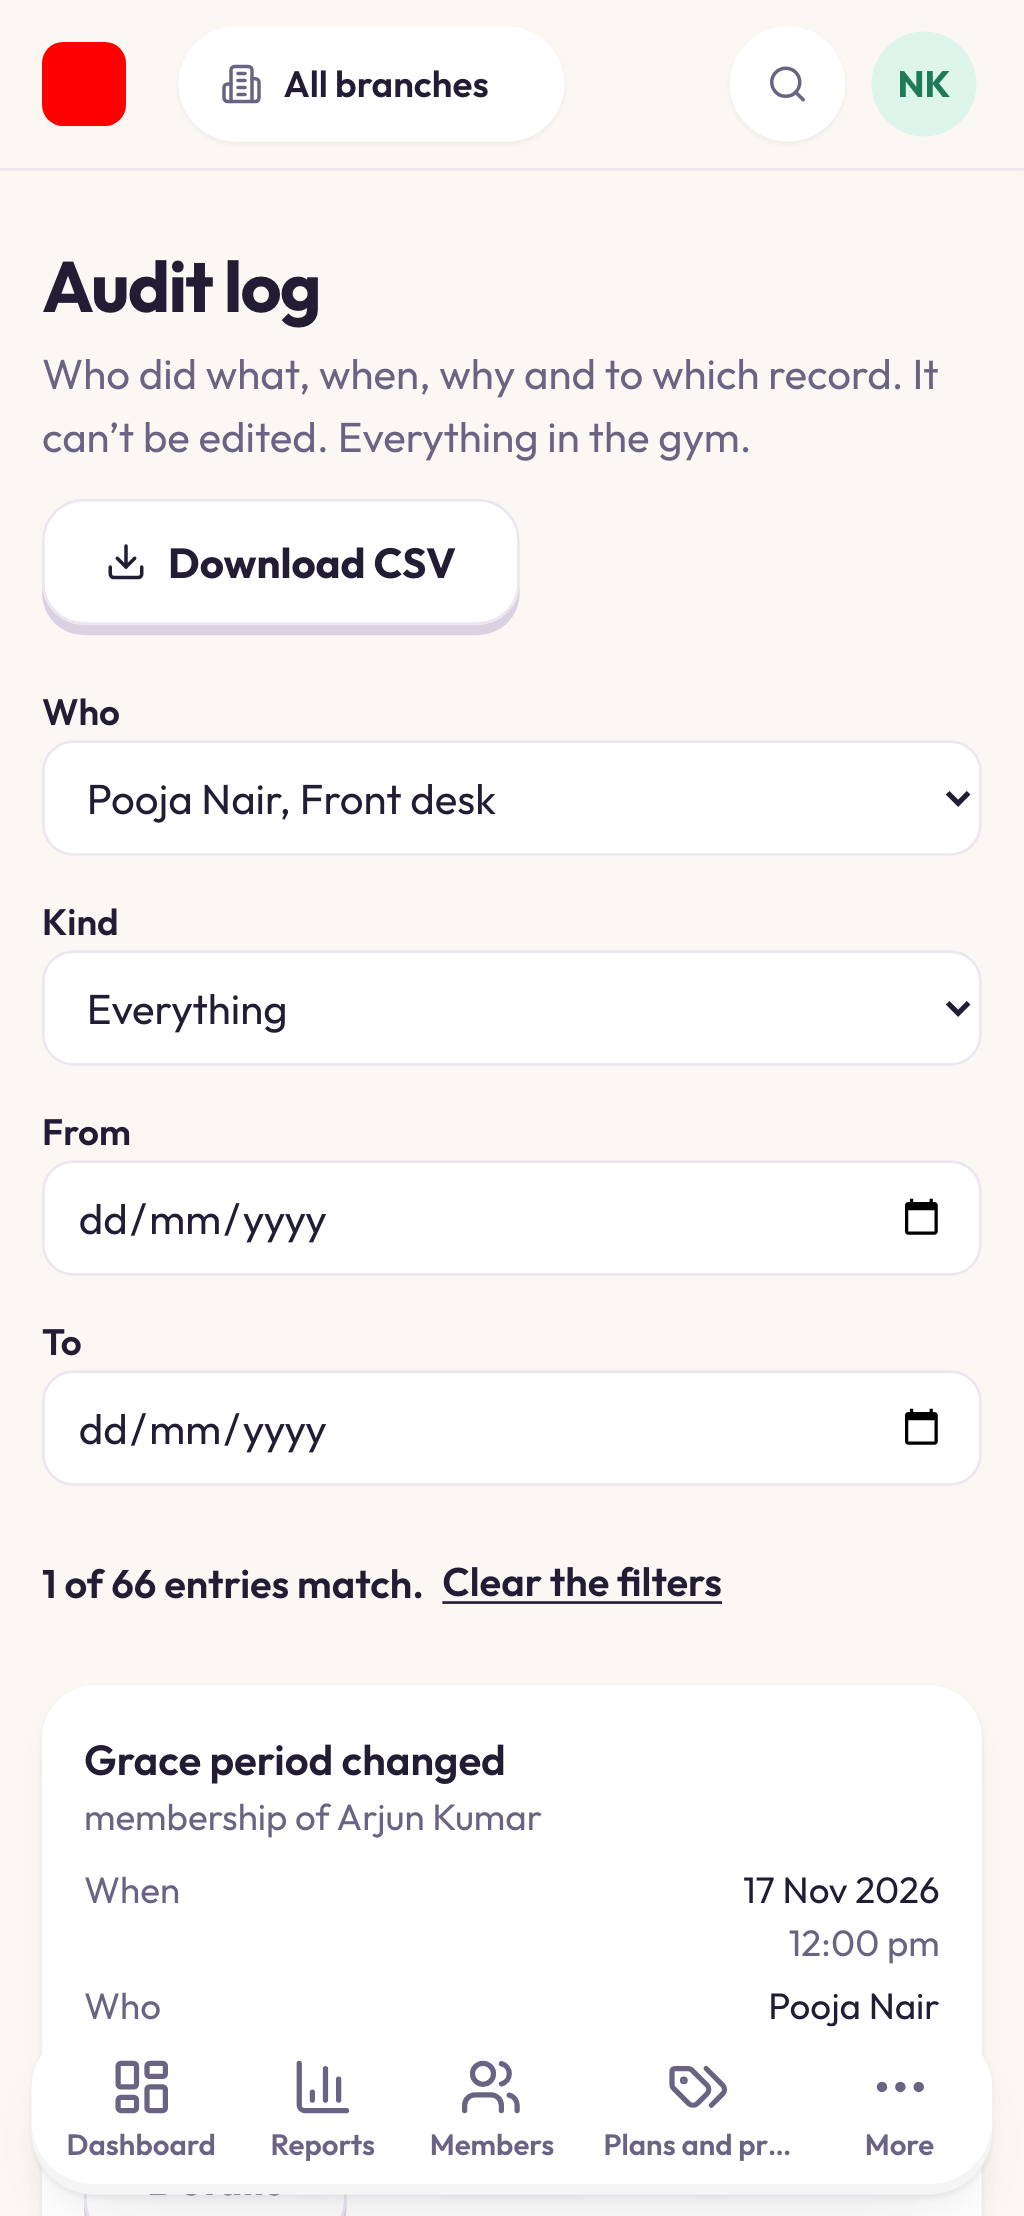 All branches
NK
Audit log
Who did what, when, why and to which record. It
can’t be edited. Everything in the gym.
Download CSV
Who
Pooja Nair, Front desk
Kind
Everything
From
dd/mm/yyyy
To
dd/mm/yyyy
1 of 66 entries match. Clear the filters
Grace period changed
membership of Arjun Kumar
When 17 Nov 2026
12:00 pm
Who Pooja Nair
Dashboard Reports Members Plans and pr... More